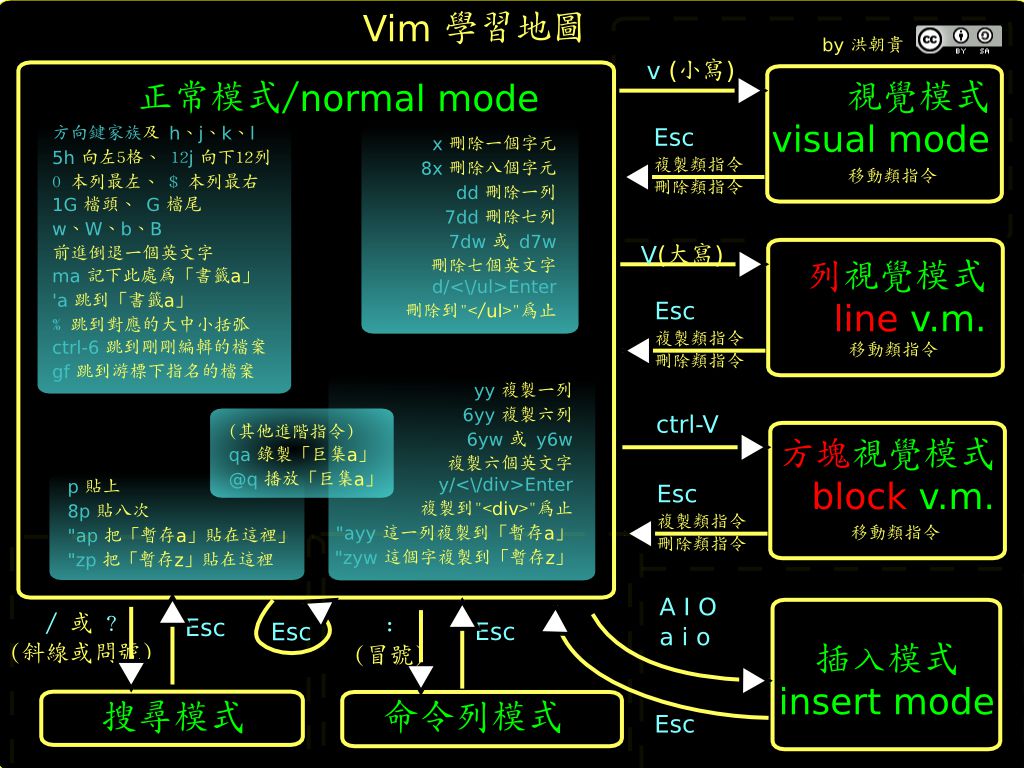 Vim 學習地圖
by 洪朝貴
cc
BY SA
正常模式/normal mode
方向鍵家族及 h、j、k、l
5h 向左5格、 12j 向下12列
0 本列最左、 $ 本列最右
1G 檔頭、 G 檔尾
w、W、b、B
前進倒退一個英文字
ma 記下此處為「書籤a」
'a 跳到「書籤a」
% 跳到對應的大中小括弧
ctrl-6 跳到剛剛編輯的檔案
gf 跳到游標下指名的檔案
x 刪除一個字元
8x 刪除八個字元
dd 刪除一列
7dd 刪除七列
7dw 或 d7w
刪除七個英文字
d/<\/ul>Enter
刪除到"</ul>"為止
(其他進階指令)
qa 錄製「巨集a」
@q 播放「巨集a」
p 貼上
8p 貼八次
"ap 把「暫存a」貼在這裡」
"zp 把「暫存z」貼在這裡
yy 複製一列
6yy 複製六列
6yw 或 y6w
複製六個英文字
y/<\/div>Enter
複製到"<div>"為止
"ayy 這一列複製到「暫存a」
"zyw 這個字複製到「暫存z」
v (小寫)
Esc
複製類指令
刪除類指令
視覺模式
visual mode
移動類指令
V(大寫)
Esc
複製類指令
刪除類指令
列視覺模式
line v.m.
移動類指令
ctrl-V
Esc
複製類指令
刪除類指令
方塊視覺模式
block v.m.
移動類指令
A I O
a i o
Esc
插入模式
insert mode
/ 或 ?
(斜線或問號)
Esc
搜尋模式
Esc
:
(冒號)
Esc
命令列模式